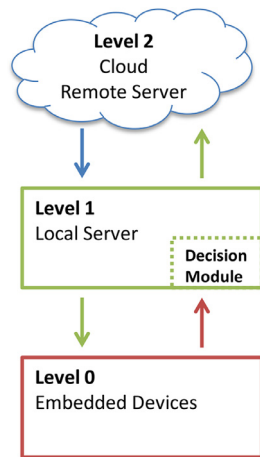 Level 2
Cloud
Remote Server
Level 1
Local Server
Decision
Module
Level 0
Embedded Devices